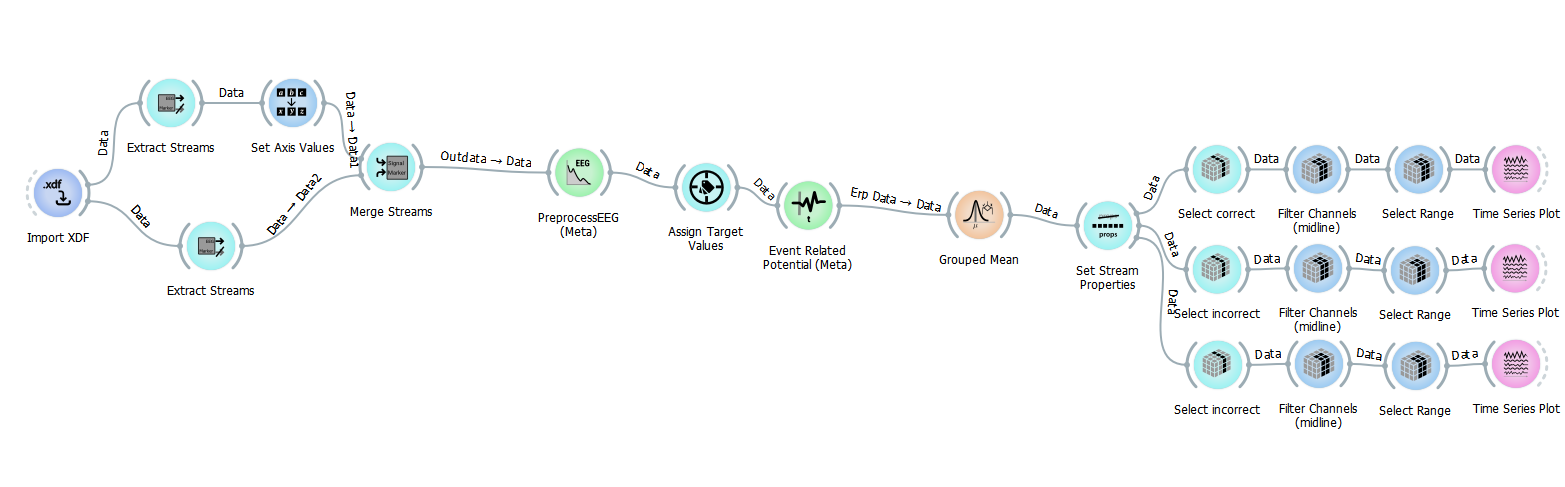 Data
Data
Data → Data1
Extract Streams
Set Axis Values
.xdf
Import XDF
Data
Extract Streams
Data → Data2
Signal
Marker
Merge Streams
Outdata → Data
EEG
PreprocessEEG
(Meta)
Data
Assign Target
Values
Data
t
Event Related
Potential (Meta)
Erp Data → Data
μ
Grouped Mean
Data
props
Set Stream
Properties
Data
Select correct
Data
Filter Channels
(midline)
Data
Select Range
Data
Time Series Plot
Data
Select incorrect
Data
Filter Channels
(midline)
Data
Select Range
Data
Time Series Plot
Data
Select incorrect
Data
Filter Channels
(midline)
Data
Select Range
Data
Time Series Plot